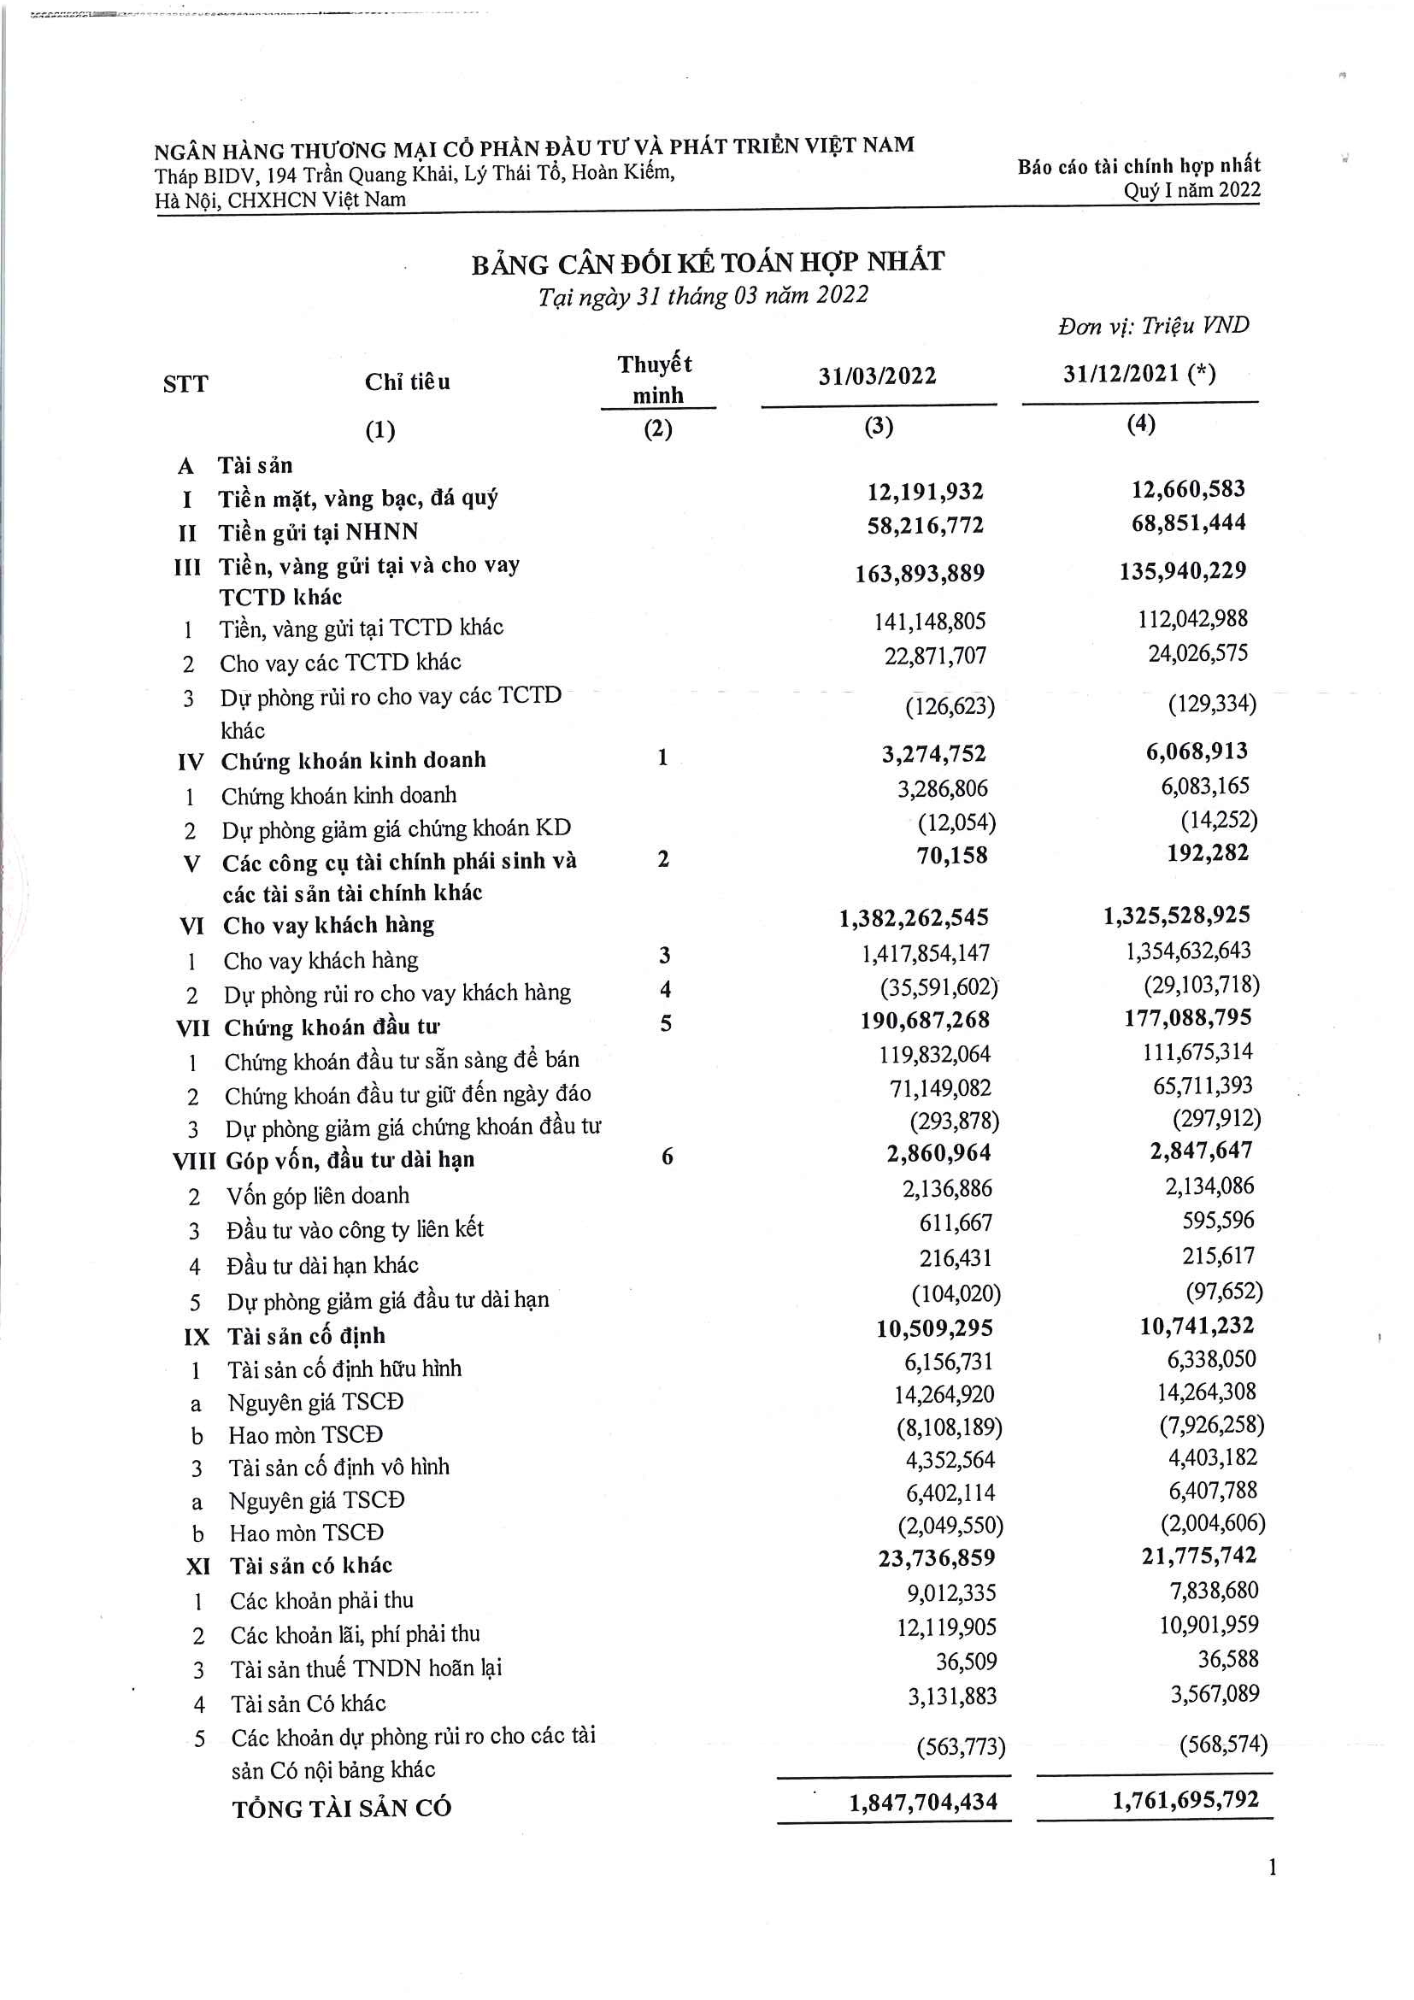 NGÂN HÀNG THƯƠNG MẠI CỔ PHẦN ĐẦU TƯ VÀ PHÁT TRIỂN VIỆT NAM
Tháp BIDV, 194 Trần Quang Khải, Lý Thái Tổ, Hoàn Kiếm,
Hà Nội, CHXHCN Việt Nam
Báo cáo tài chính hợp nhất
Quý I năm 2022
BẢNG CÂN ĐỐI KẾ TOÁN HỢP NHẤT
Tại ngày 31 tháng 03 năm 2022
Đơn vị: Triệu VND
STT Chỉ tiêu Thuyết minh 31/03/2022 31/12/2021 (*)
(1) (2) (3) (4)
A Tài sản
I Tiền mặt, vàng bạc, đá quý 12,191,932 12,660,583
II Tiền gửi tại NHNN 58,216,772 68,851,444
III Tiền, vàng gửi tại và cho vay 163,893,889 135,940,229
TCTD khác
1 Tiền, vàng gửi tại TCTD khác 141,148,805 112,042,988
2 Cho vay các TCTD khác 22,871,707 24,026,575
3 Dự phòng rủi ro cho vay các TCTD (126,623) (129,334)
khác
IV Chứng khoán kinh doanh 1 3,274,752 6,068,913
1 Chứng khoán kinh doanh 3,286,806 6,083,165
2 Dự phòng giảm giá chứng khoán KD (12,054) (14,252)
V Các công cụ tài chính phái sinh và 2 70,158 192,282
các tài sản tài chính khác
VI Cho vay khách hàng 1,382,262,545 1,325,528,925
1 Cho vay khách hàng 3 1,417,854,147 1,354,632,643
2 Dự phòng rủi ro cho vay khách hàng 4 (35,591,602) (29,103,718)
VII Chứng khoán đầu tư 5 190,687,268 177,088,795
1 Chứng khoán đầu tư sẵn sàng để bán 119,832,064 111,675,314
2 Chứng khoán đầu tư giữ đến ngày đáo 71,149,082 65,711,393
3 Dự phòng giảm giá chứng khoán đầu tư (293,878) (297,912)
VIII Góp vốn, đầu tư dài hạn 6 2,860,964 2,847,647
2 Vốn góp liên doanh 2,136,886 2,134,086
3 Đầu tư vào công ty liên kết 611,667 595,596
4 Đầu tư dài hạn khác 216,431 215,617
5 Dự phòng giảm giá đầu tư dài hạn (104,020) (97,652)
IX Tài sản cố định 10,509,295 10,741,232
1 Tài sản cố định hữu hình 6,156,731 6,338,050
a Nguyên giá TSCĐ 14,264,920 14,264,308
b Hao mòn TSCĐ (8,108,189) (7,926,258)
3 Tài sản cố định vô hình 4,352,564 4,403,182
a Nguyên giá TSCĐ 6,402,114 6,407,788
b Hao mòn TSCĐ (2,049,550) (2,004,606)
XI Tài sản có khác 23,736,859 21,775,742
1 Các khoản phải thu 9,012,335 7,838,680
2 Các khoản lãi, phí phải thu 12,119,905 10,901,959
3 Tài sản thuế TNDN hoãn lại 36,509 36,588
4 Tài sản Có khác 3,131,883 3,567,089
5 Các khoản dự phòng rủi ro cho các tài (563,773) (568,574)
sản Có nội bảng khác
TỔNG TÀI SẢN CÓ 1,847,704,434 1,761,695,792
1